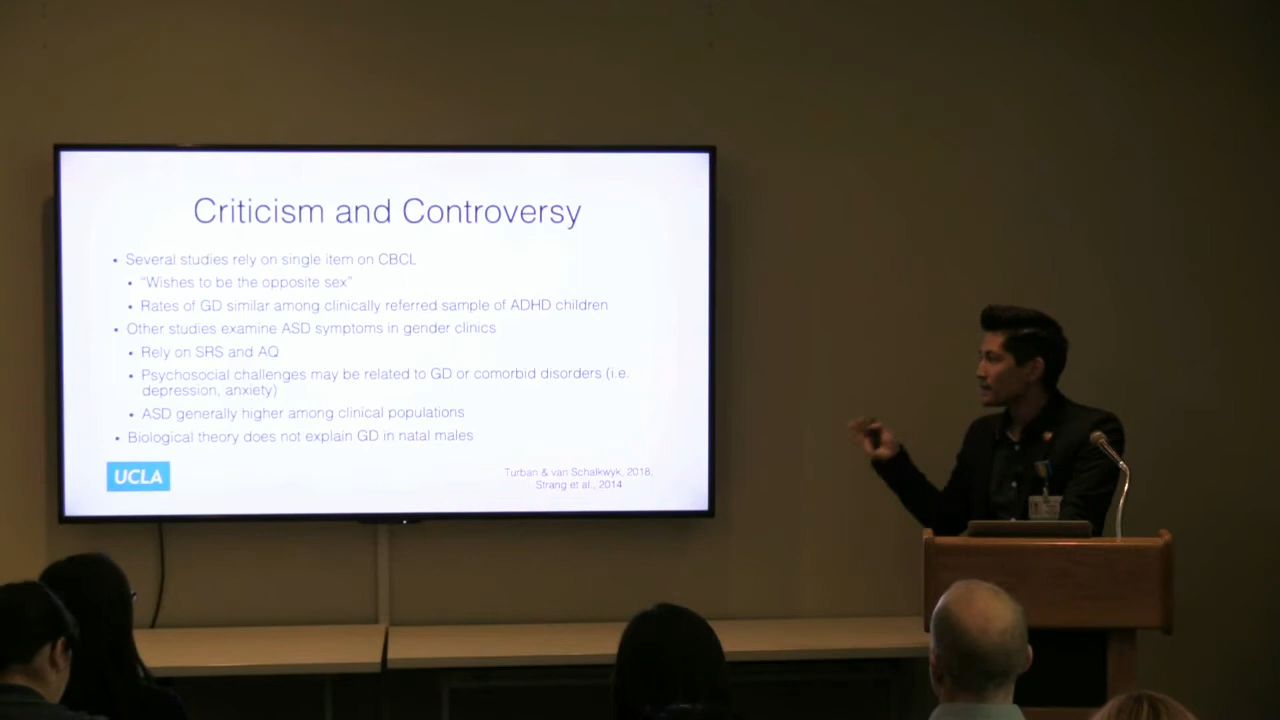 Criticism and Controversy
• Several studies rely on single item on CBCL
• "Wishes to be the opposite sex"
• Rates of GD similar among clinically referred sample of ADHD children
• Other studies examine ASD symptoms in gender clinics
• Rely on SRS and AQ
• Psychosocial challenges may be related to GD or comorbid disorders (i.e.
depression, anxiety)
• ASD generally higher among clinical populations
• Biological theory does not explain GD in natal males
UCLA
Turban & van Schalkwyk, 2018,
Strang et al., 2014